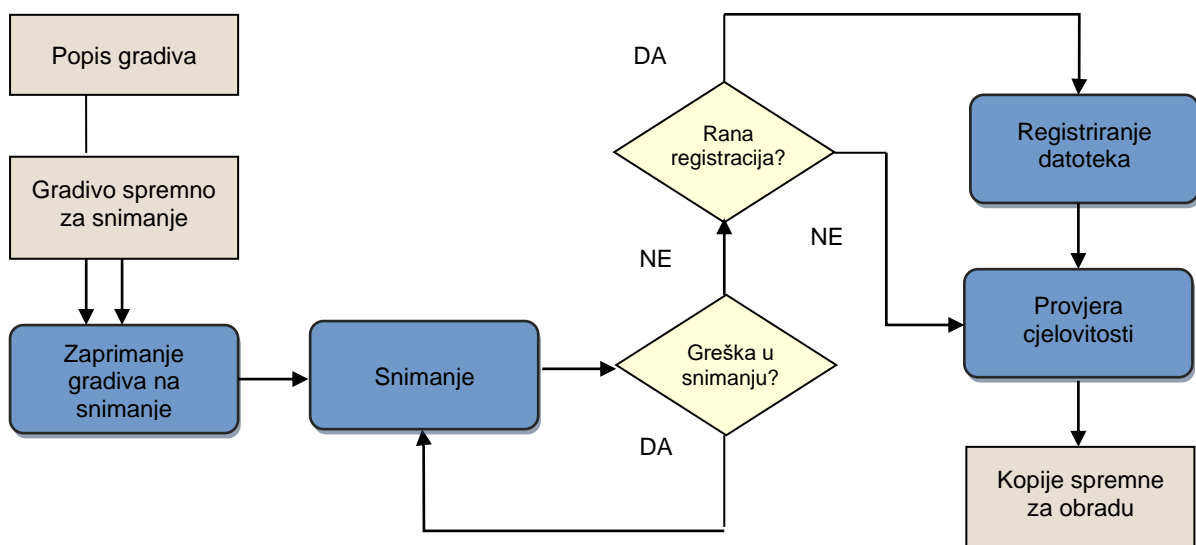 Popis gradiva
Gradivo spremno
za snimanje
Zaprimanje
gradiva na
snimanje
Snimanje
Greška u
snimanju?
DA
NE
Rana
registracija?
DA
NE
Registriranje
datoteka
Provjera
cjelovitosti
Kopije spremne
za obradu